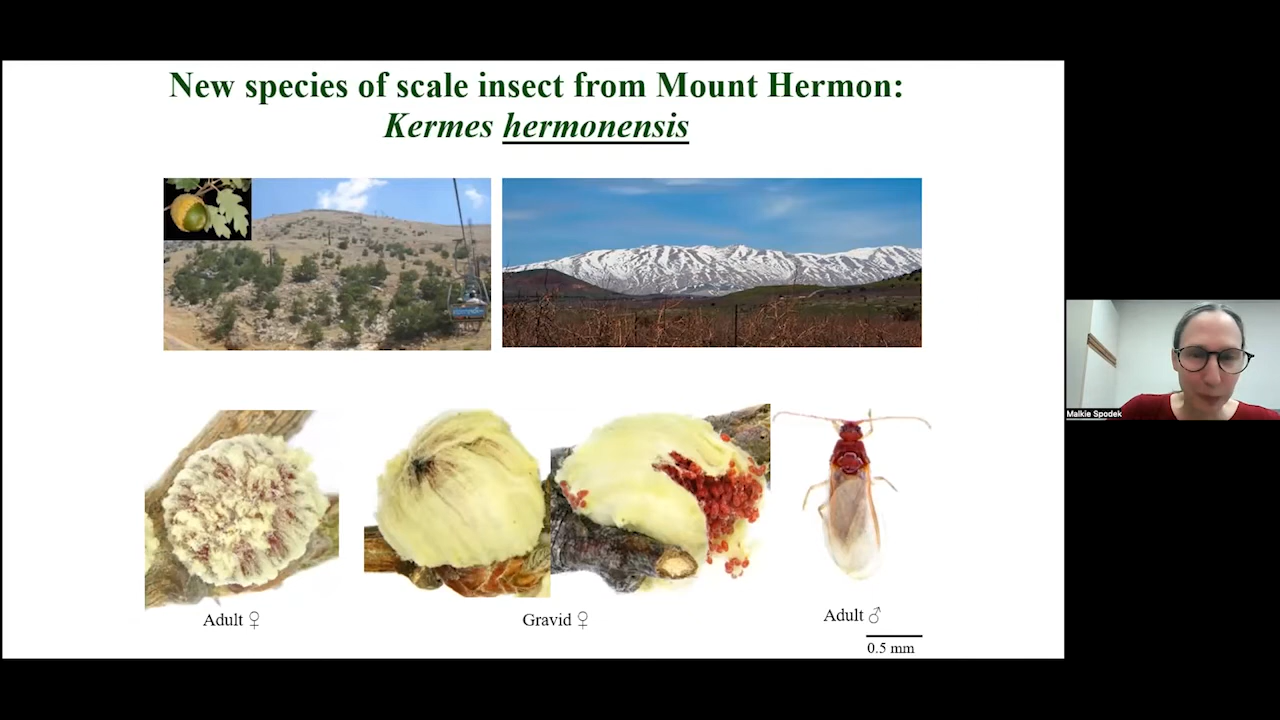 New species of scale insect from Mount Hermon:
Kermes hermonensis
Adult ♀
Gravid ♀
Adult ♂
0.5 mm
Malkie Spodek